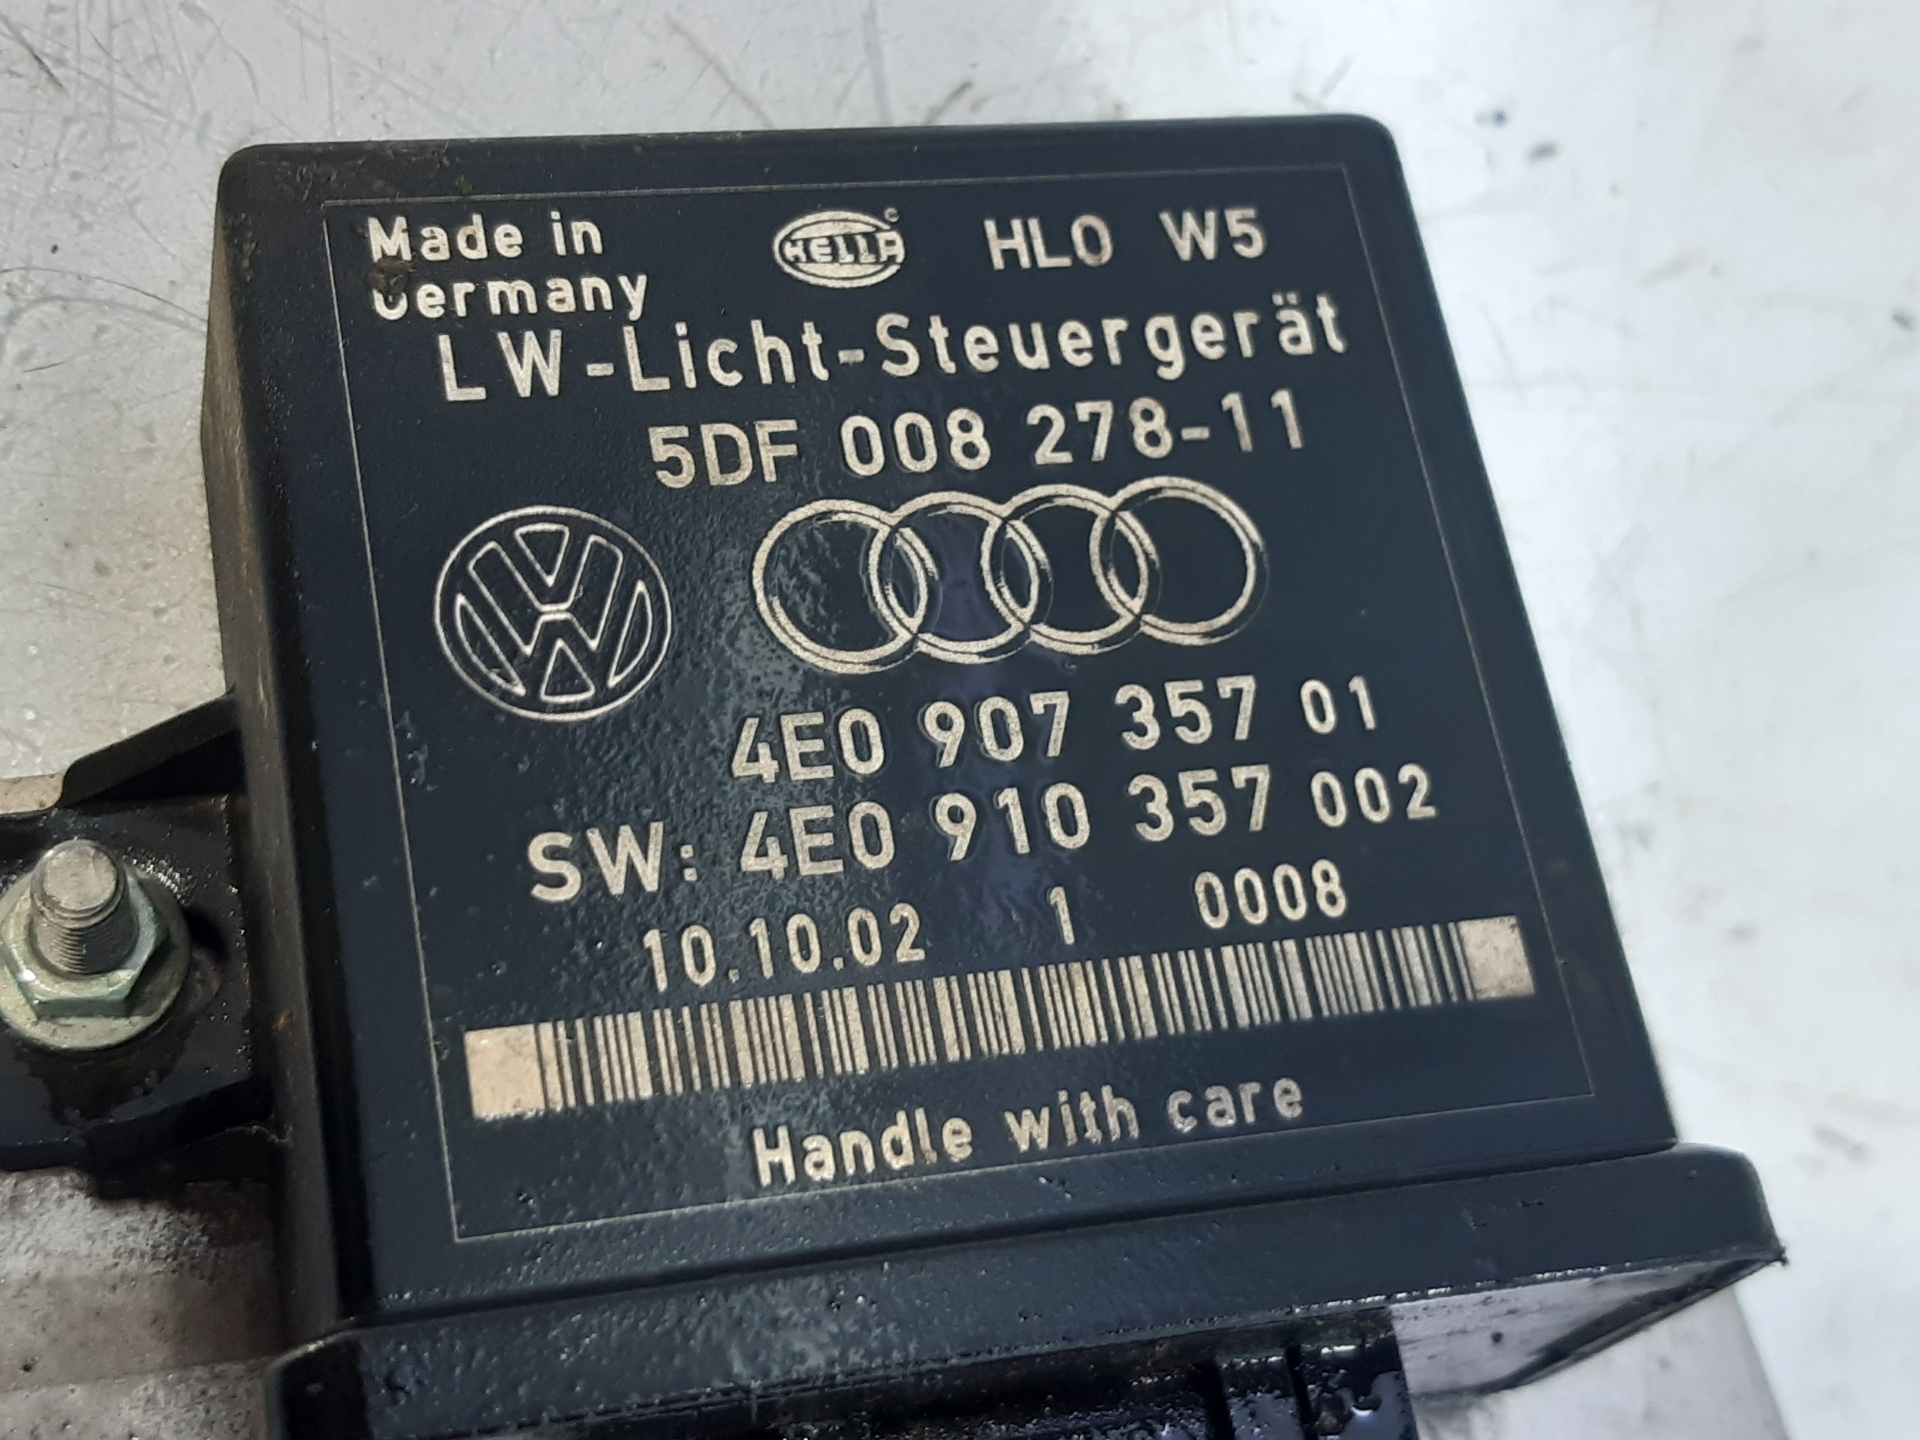 Made in
Germany
HELLA ©
HLO W5
LW-Licht-Steuergerät
5DF 008 278-11
4E0 907 357 01
SW: 4E0 910 357 002
10.10.02 1 0008
Handle with care